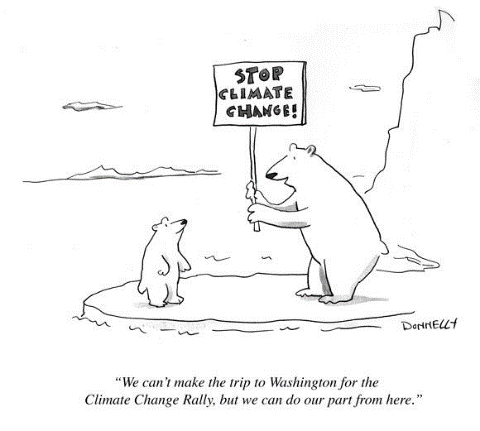 STOP
CLIMATE
CHANGE!
DONNELLY
“We can’t make the trip to Washington for the
Climate Change Rally, but we can do our part from here.”